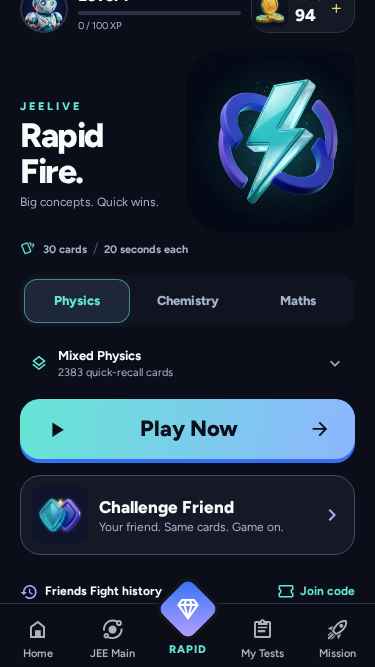 0 / 100 XP
94
+
JEELIVE
Rapid
Fire.
Big concepts. Quick wins.
30 cards / 20 seconds each
Physics
Chemistry
Maths
Mixed Physics
2383 quick-recall cards
Play Now
Challenge Friend
Your friend. Same cards. Game on.
Friends Fight history
Join code
Home
JEE Main
RAPID
My Tests
Mission